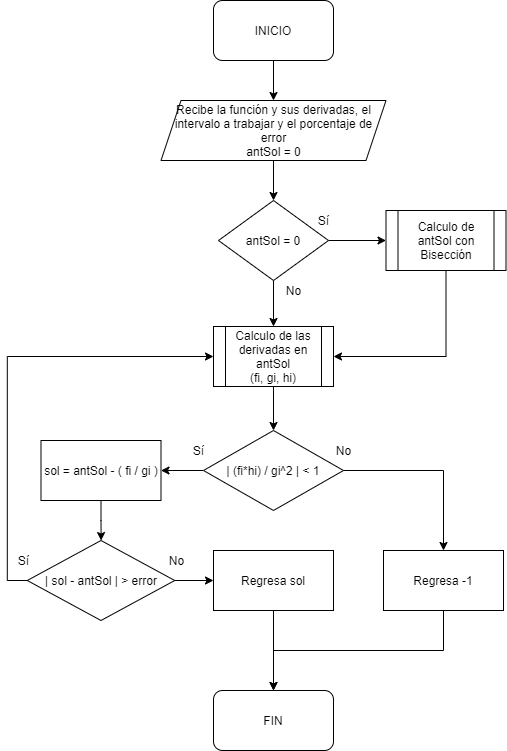 INICIO
Recibe la función y sus derivadas, el
intervalo a trabajar y el porcentaje de
error
antSol = 0
antSol = 0
Sí
Calculo de
antSol con
Bisección
No
Calculo de las
derivadas en
antSol
(fi, gi, hi)
Sí
| (fi*hi) / gi^2 | < 1
No
sol = antSol - ( fi / gi )
Sí
| sol - antSol | > error
No
Regresa sol
Regresa -1
FIN